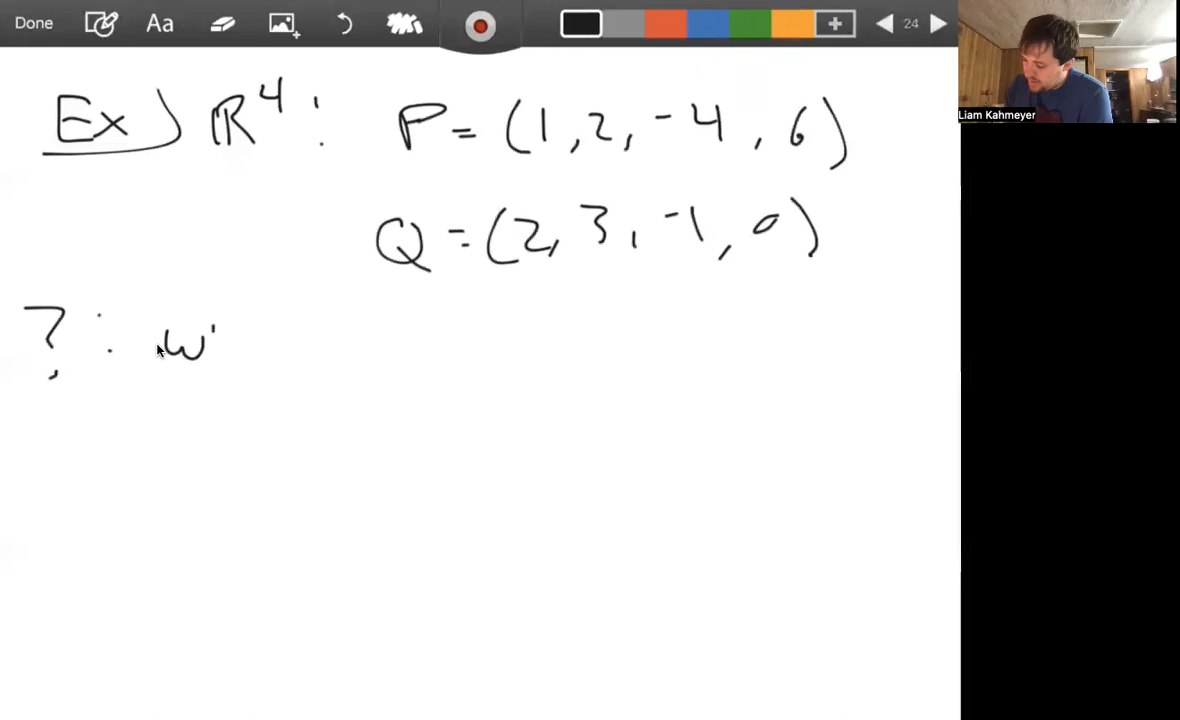 Done Aa 24
Liam Kahmeyer
Ex) ℝ⁴: P = (1, 2, -4, 6)
Q = (2, 3, -1, 0)
? : w